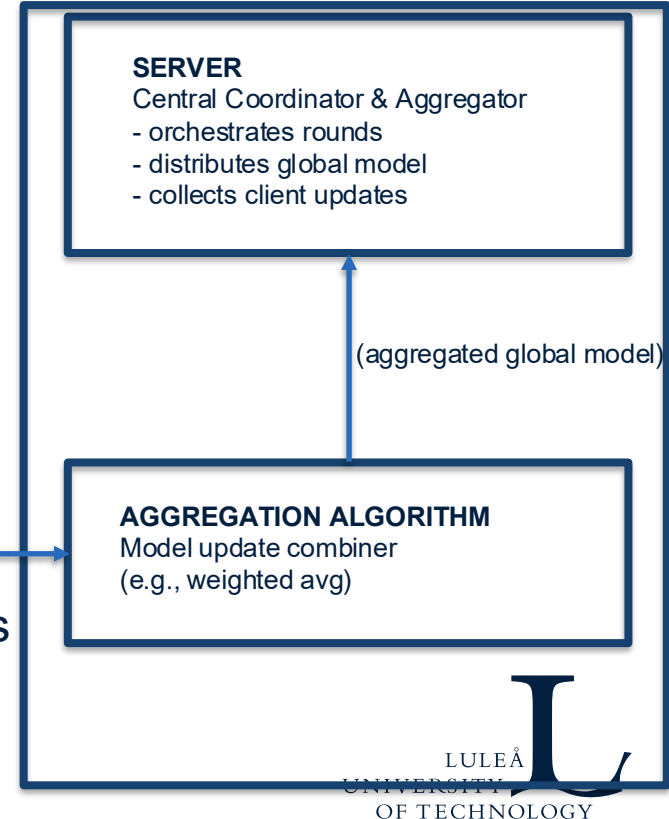 SERVER
Central Coordinator & Aggregator
- orchestrates rounds
- distributes global model
- collects client updates
(aggregated global model)
AGGREGATION ALGORITHM
Model update combiner
(e.g., weighted avg)
s
LULEÅ
UNIVERSITY
OF TECHNOLOGY